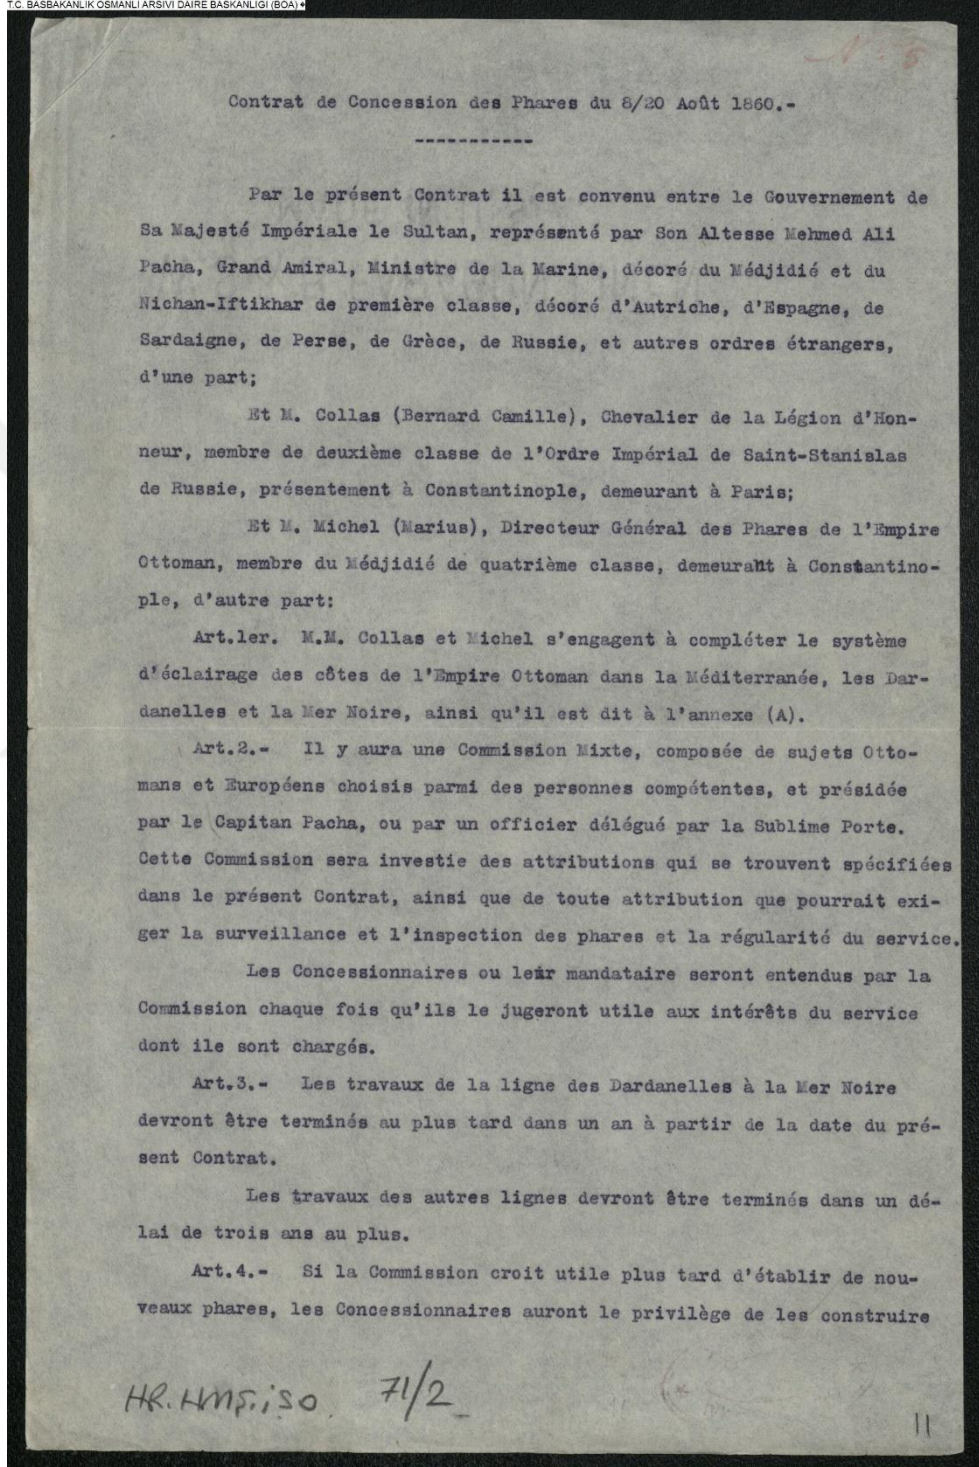 T.C. BASBAKANLIK OSMANLI ARSIVI DAIRE BASKANLIGI (BOA)
Contrat de Concession des Phares du 8/20 Août 1860.-
-----------
Par le présent Contrat il est convenu entre le Gouvernement de
Sa Majesté Impériale le Sultan, représenté par Son Altesse Mehmed Ali
Pacha, Grand Amiral, Ministre de la Marine, décoré du Médjidié et du
Nichan-Iftikhar de première classe, décoré d'Autriche, d'Espagne, de
Sardaigne, de Perse, de Grèce, de Russie, et autres ordres étrangers,
d'une part;
Et M. Collas (Bernard Camille), Chevalier de la Légion d'Hon-
neur, membre de deuxième classe de l'Ordre Impérial de Saint-Stanislas
de Russie, présentement à Constantinople, demeurant à Paris;
Et M. Michel (Marius), Directeur Général des Phares de l'Empire
Ottoman, membre du Médjidié de quatrième classe, demeurant à Constantino-
ple, d'autre part:
Art.1er. M.M. Collas et Michel s'engagent à compléter le système
d'éclairage des côtes de l'Empire Ottoman dans la Méditerranée, les Dar-
danelles et la Mer Noire, ainsi qu'il est dit à l'annexe (A).
Art.2.- Il y aura une Commission Mixte, composée de sujets Otto-
mans et Européens choisis parmi des personnes compétentes, et présidée
par le Capitan Pacha, ou par un officier délégué par la Sublime Porte.
Cette Commission sera investie des attributions qui se trouvent spécifiées
dans le présent Contrat, ainsi que de toute attribution que pourrait exi-
ger la surveillance et l'inspection des phares et la régularité du service.
Les Concessionnaires ou leur mandataire seront entendus par la
Commission chaque fois qu'ils le jugeront utile aux intérêts du service
dont ile sont chargés.
Art.3.- Les travaux de la ligne des Dardanelles à la Mer Noire
devront être terminés au plus tard dans un an à partir de la date du pré-
sent Contrat.
Les travaux des autres lignes devront être terminés dans un dé-
lai de trois ans au plus.
Art.4.- Si la Commission croit utile plus tard d'établir de nou-
veaux phares, les Concessionnaires auront le privilège de les construire
HR.HMŞ.İSO 71/2
11